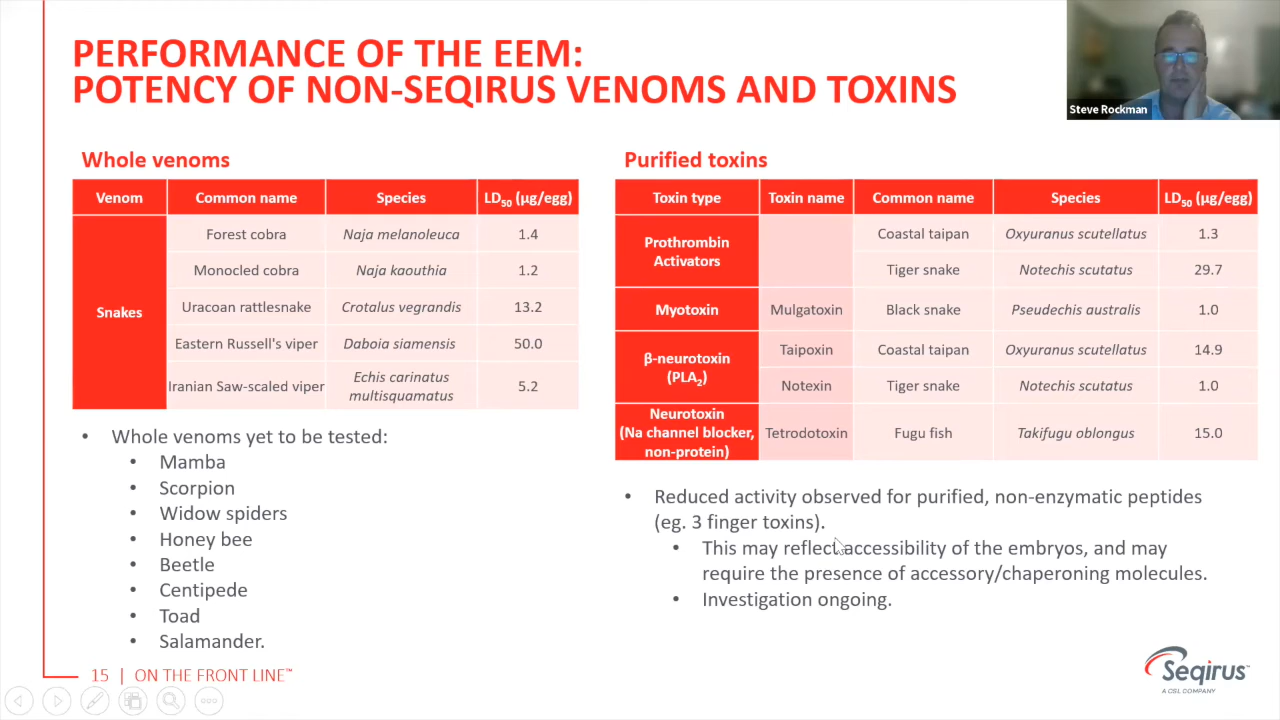 PERFORMANCE OF THE EEM:
POTENCY OF NON-SEQIRUS VENOMS AND TOXINS
Steve Rockman
Whole venoms
Venom Common name Species LD50 (µg/egg)
Snakes
Forest cobra Naja melanoleuca 1.4
Monocled cobra Naja kaouthia 1.2
Uracoan rattlesnake Crotalus vegrandis 13.2
Eastern Russell's viper Daboia siamensis 50.0
Iranian Saw-scaled viper Echis carinatus multisquamatus 5.2
• Whole venoms yet to be tested:
• Mamba
• Scorpion
• Widow spiders
• Honey bee
• Beetle
• Centipede
• Toad
• Salamander.
Purified toxins
Toxin type Toxin name Common name Species LD50 (µg/egg)
Prothrombin Activators
Coastal taipan Oxyuranus scutellatus 1.3
Tiger snake Notechis scutatus 29.7
Myotoxin Mulgatoxin Black snake Pseudechis australis 1.0
β-neurotoxin (PLA2)
Taipoxin Coastal taipan Oxyuranus scutellatus 14.9
Notexin Tiger snake Notechis scutatus 1.0
Neurotoxin (Na channel blocker, non-protein) Tetrodotoxin Fugu fish Takifugu oblongus 15.0
• Reduced activity observed for purified, non-enzymatic peptides
(eg. 3 finger toxins).
• This may reflect accessibility of the embryos, and may
require the presence of accessory/chaperoning molecules.
• Investigation ongoing.
15 | ON THE FRONT LINE™
Seqirus™
A CSL COMPANY